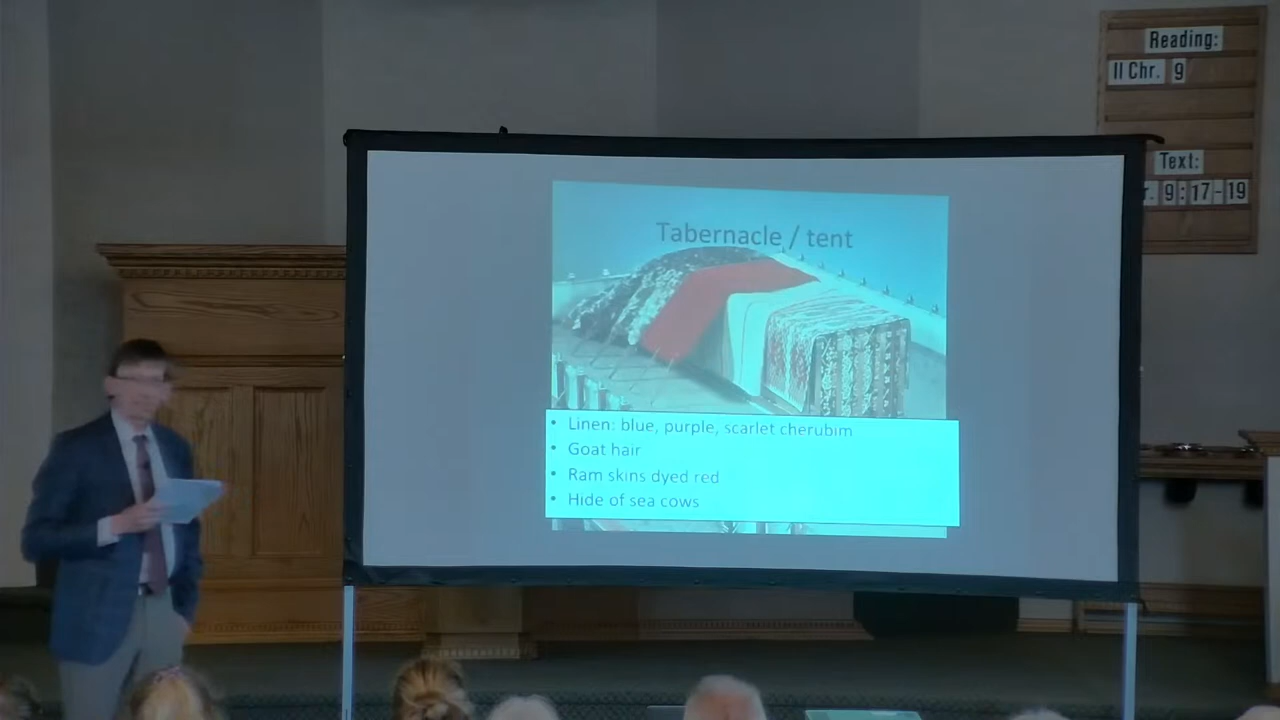 Reading:
II Chr. 9
Text:
. 9:17-19
Tabernacle / tent
• Linen: blue, purple, scarlet cherubim
• Goat hair
• Ram skins dyed red
• Hide of sea cows